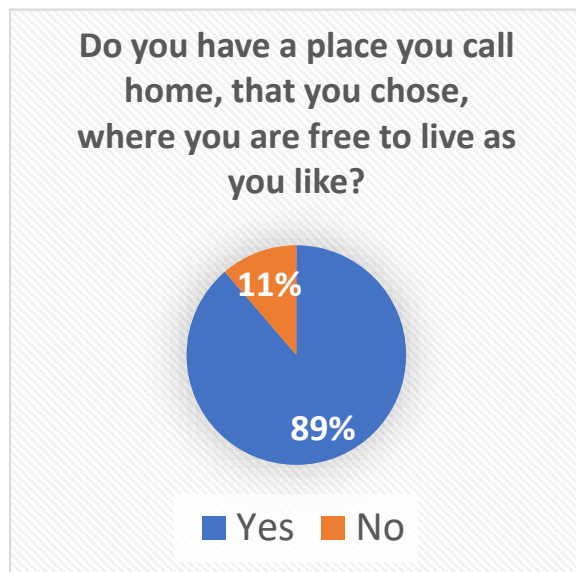 Do you have a place you call
home, that you chose,
where you are free to live as
you like?
11%
89%
Yes No